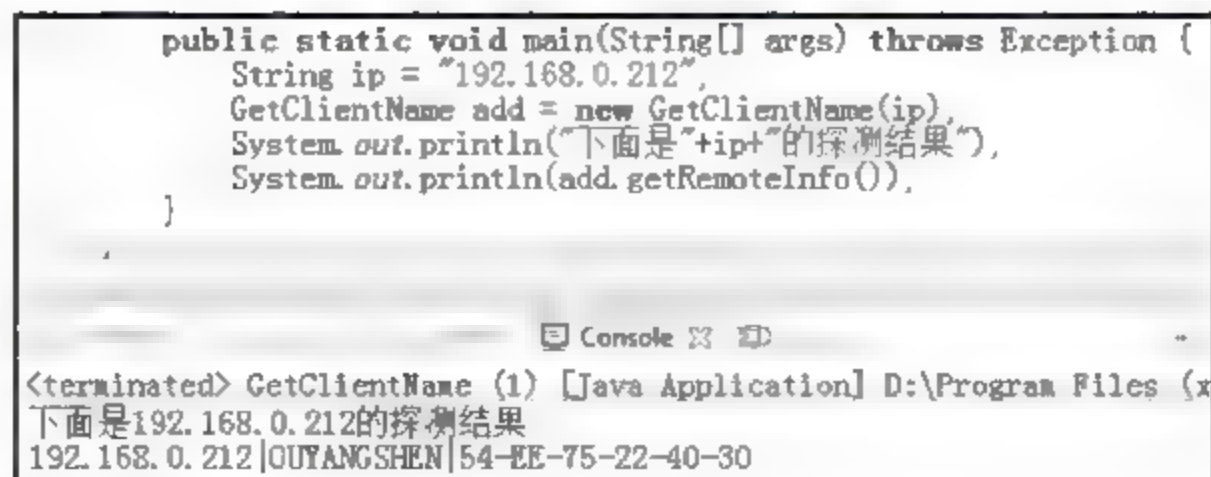 public static void main(String[] args) throws Exception {
String ip = "192.168.0.212",
GetClientName add = new GetClientName(ip),
System.out.println("下面是"+ip+"的探测结果"),
System.out.println(add.getRemoteInfo()),
}
Console
<terminated> GetClientName (1) [Java Application] D:\Program Files (x
下面是192.168.0.212的探测结果
192.168.0.212|OUYANGSHEN|54-EE-75-22-40-30